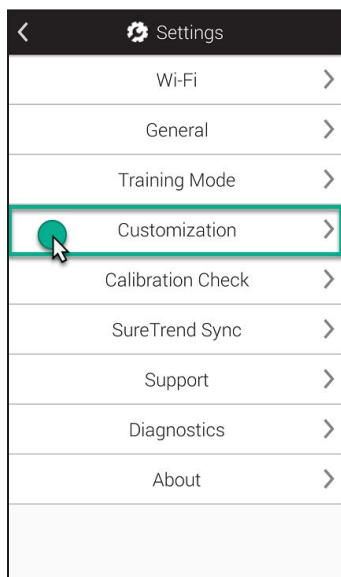 Settings
Wi-Fi
General
Training Mode
Customization
Calibration Check
SureTrend Sync
Support
Diagnostics
About